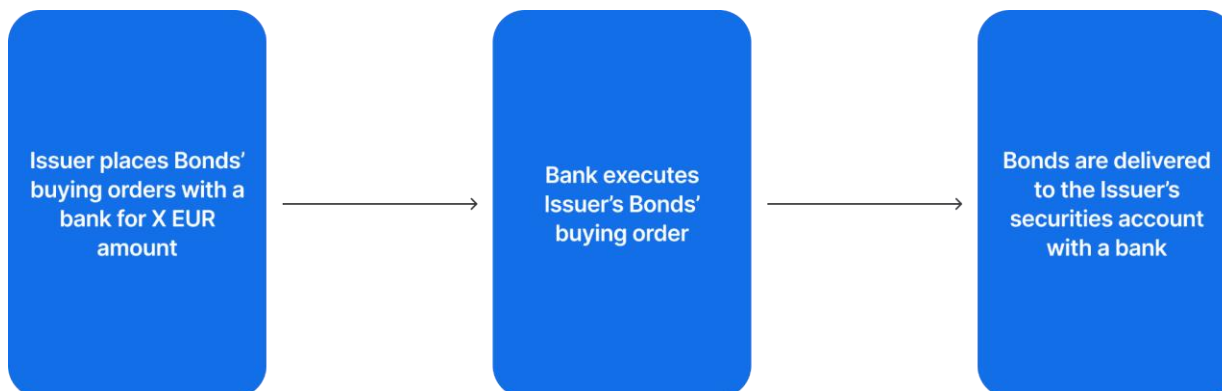 Issuer places Bonds’
buying orders with a
bank for X EUR
amount
Bank executes
Issuer’s Bonds’
buying order
Bonds are delivered
to the Issuer’s
securities account
with a bank